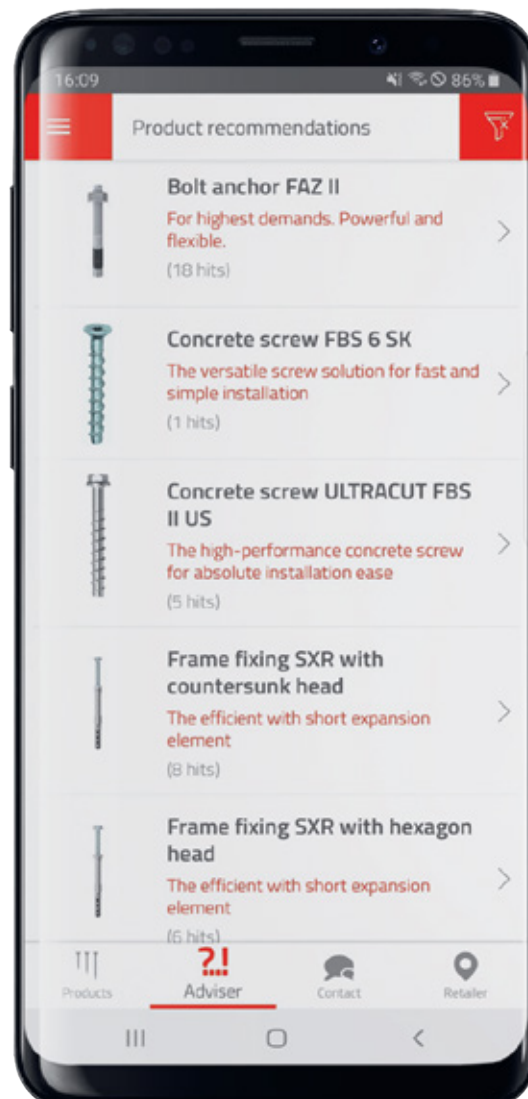 16:09
86%
Product recommendations
Bolt anchor FAZ II
For highest demands. Powerful and
flexible.
(18 hits)
Concrete screw FBS 6 SK
The versatile screw solution for fast and
simple installation
(1 hits)
Concrete screw ULTRACUT FBS
II US
The high-performance concrete screw
for absolute installation ease
(5 hits)
Frame fixing SXR with
countersunk head
The efficient with short expansion
element
(8 hits)
Frame fixing SXR with hexagon
head
The efficient with short expansion
element
(6 hits)
?!
Products
Adviser
Contact
Retailer